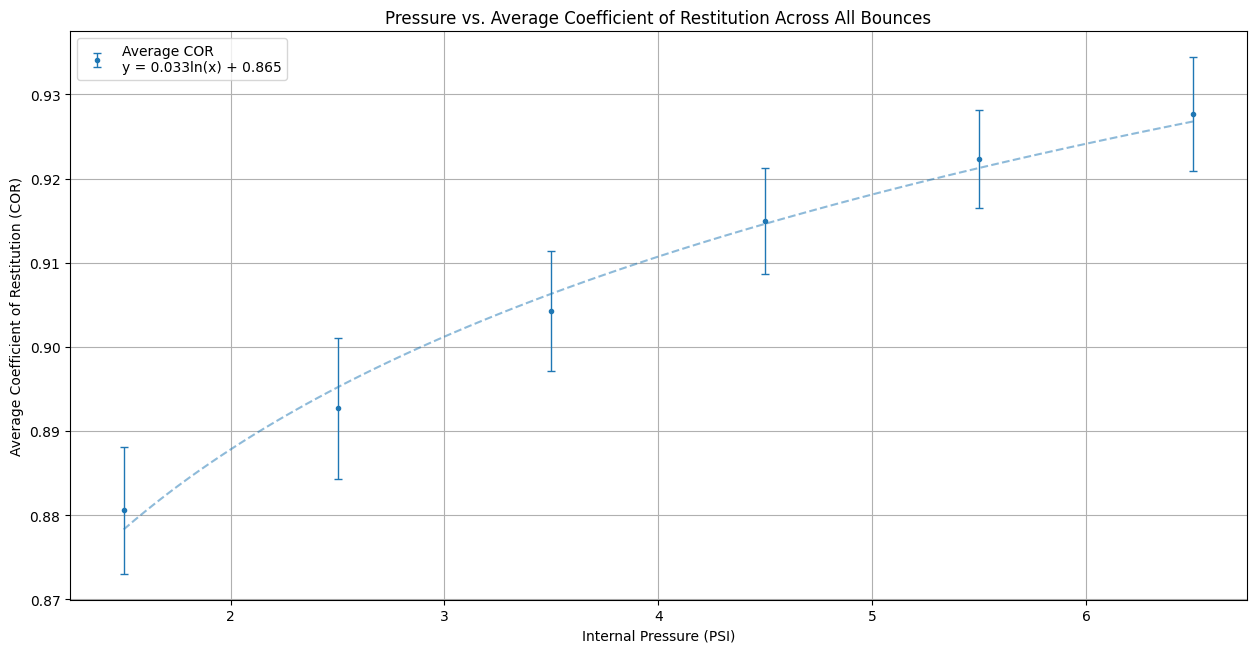 Pressure vs. Average Coefficient of Restitution Across All Bounces
Average COR
y = 0.033ln(x) + 0.865
Average Coefficient of Restitution (COR)
0.93
0.92
0.91
0.90
0.89
0.88
0.87
2
3
4
5
6
Internal Pressure (PSI)